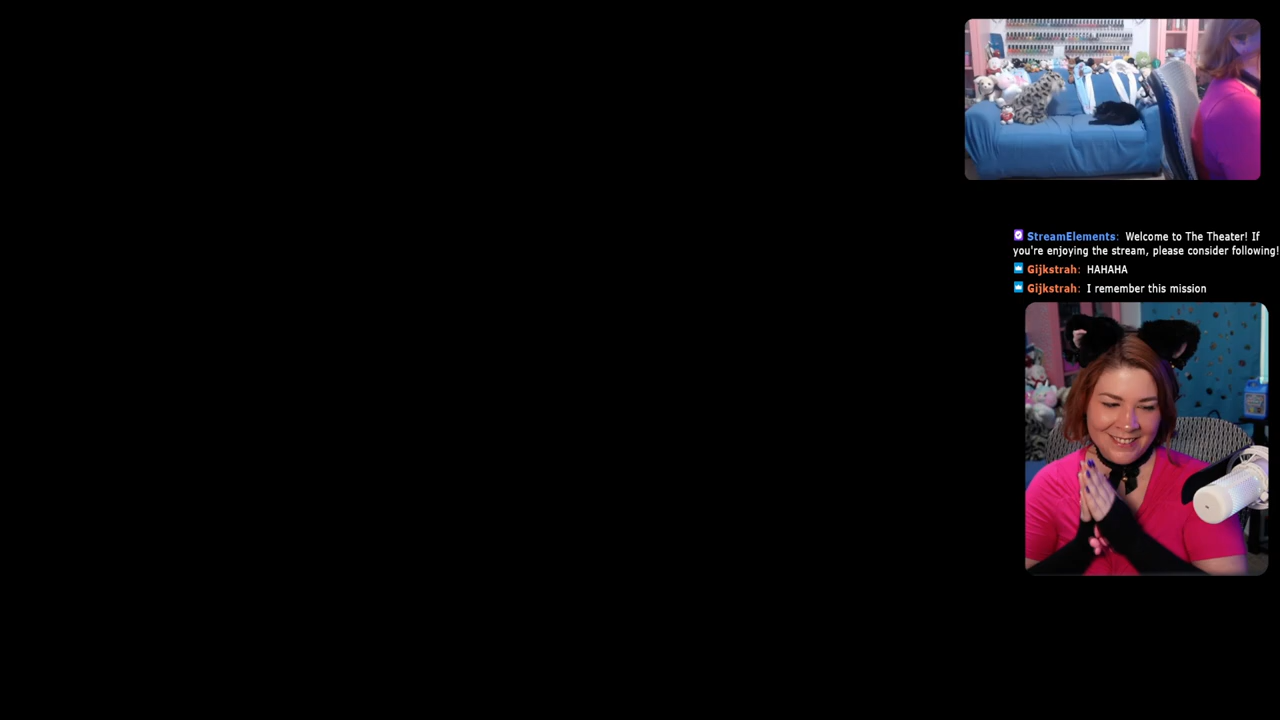 StreamElements: Welcome to The Theater! If
you're enjoying the stream, please consider following!
Gijkstrah: HAHAHA
Gijkstrah: I remember this mission